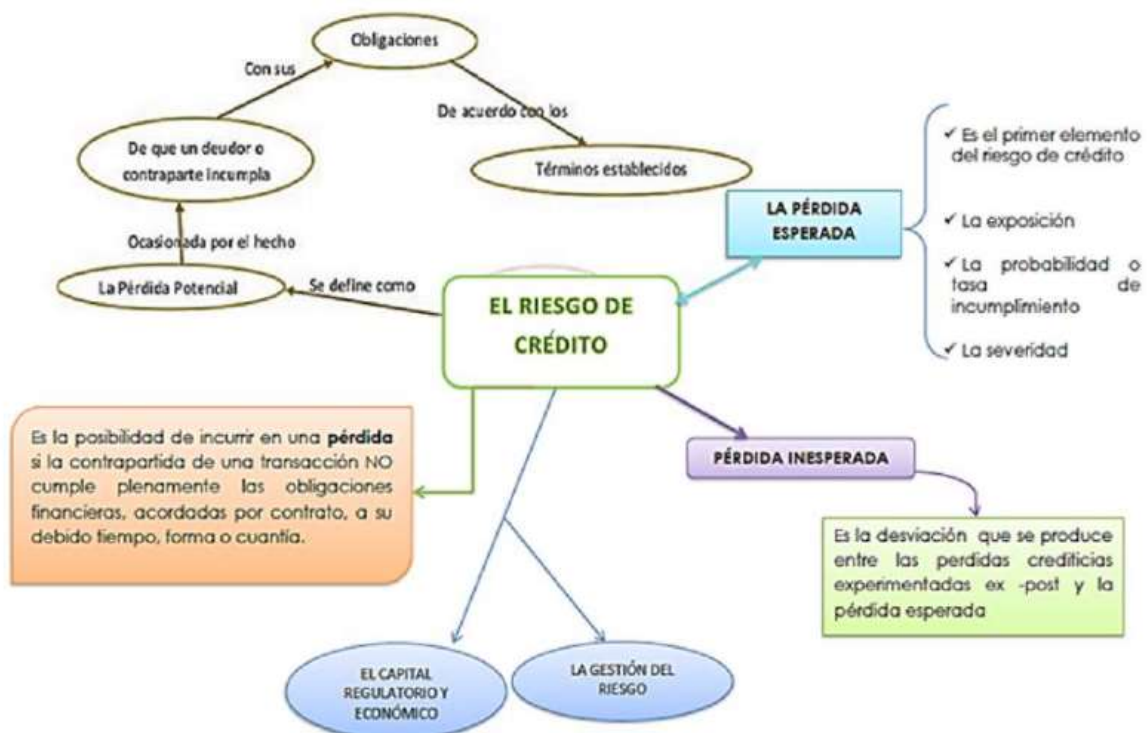 Obligaciones
Con sus
De acuerdo con los
De que un deudor o
contraparte Incumpla
Términos establecidos
Ocasionada por el hecho
La Pérdida Potencial
Se define como
EL RIESGO DE
CRÉDITO
LA PÉRDIDA
ESPERADA
✓ Es el primer elemento
del riesgo de crédito
✓ La exposición
✓ La probabilidad o
tasa de
incumplimiento
✓ La severidad
Es la posibilidad de incurrir en una pérdida
si la contrapartida de una transacción NO
cumple plenamente las obligaciones
financieras, acordadas por contrato, a su
debido tiempo, forma o cuantía.
PÉRDIDA INESPERADA
Es la desviación que se produce
entre las perdidas crediticias
experimentadas ex -post y la
pérdida esperada
EL CAPITAL
REGULATORIO Y
ECONÓMICO
LA GESTIÓN DEL
RIESGO